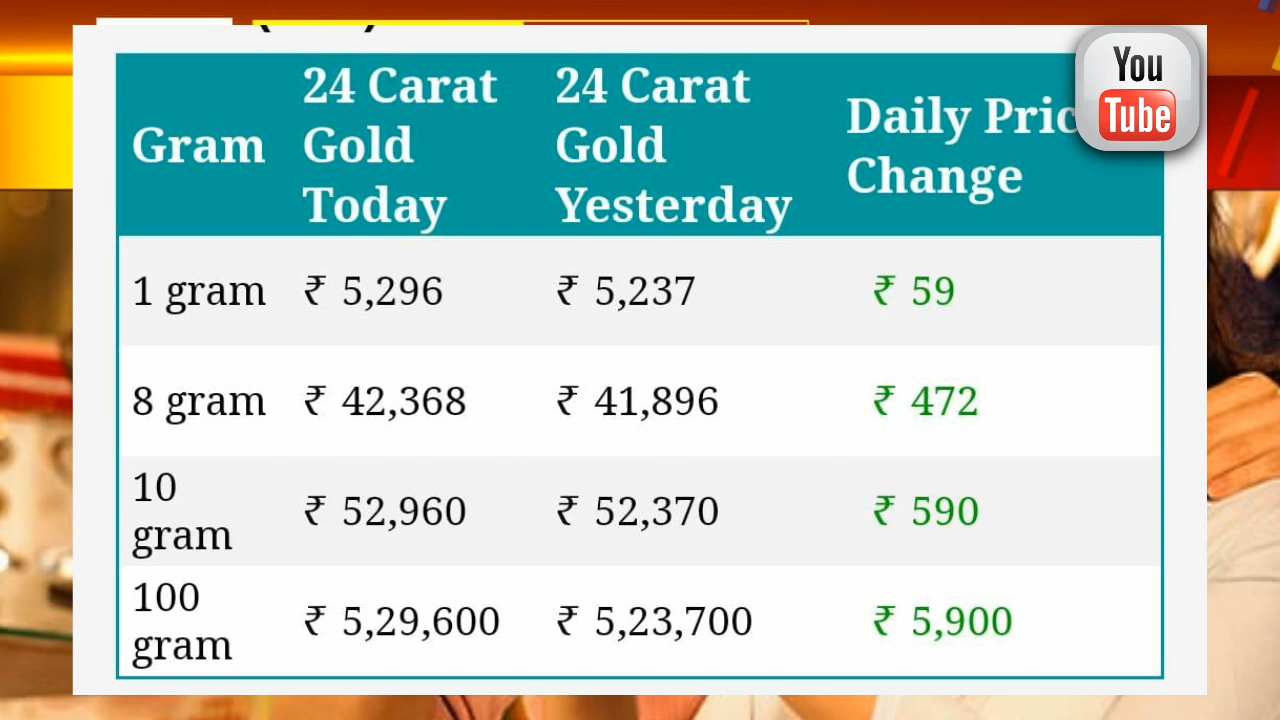 Gram
24 Carat
Gold
Today
24 Carat
Gold
Yesterday
Daily Pric
Change
You
Tube
1 gram ₹ 5,296 ₹ 5,237 ₹ 59
8 gram ₹ 42,368 ₹ 41,896 ₹ 472
10
gram ₹ 52,960 ₹ 52,370 ₹ 590
100
gram ₹ 5,29,600 ₹ 5,23,700 ₹ 5,900